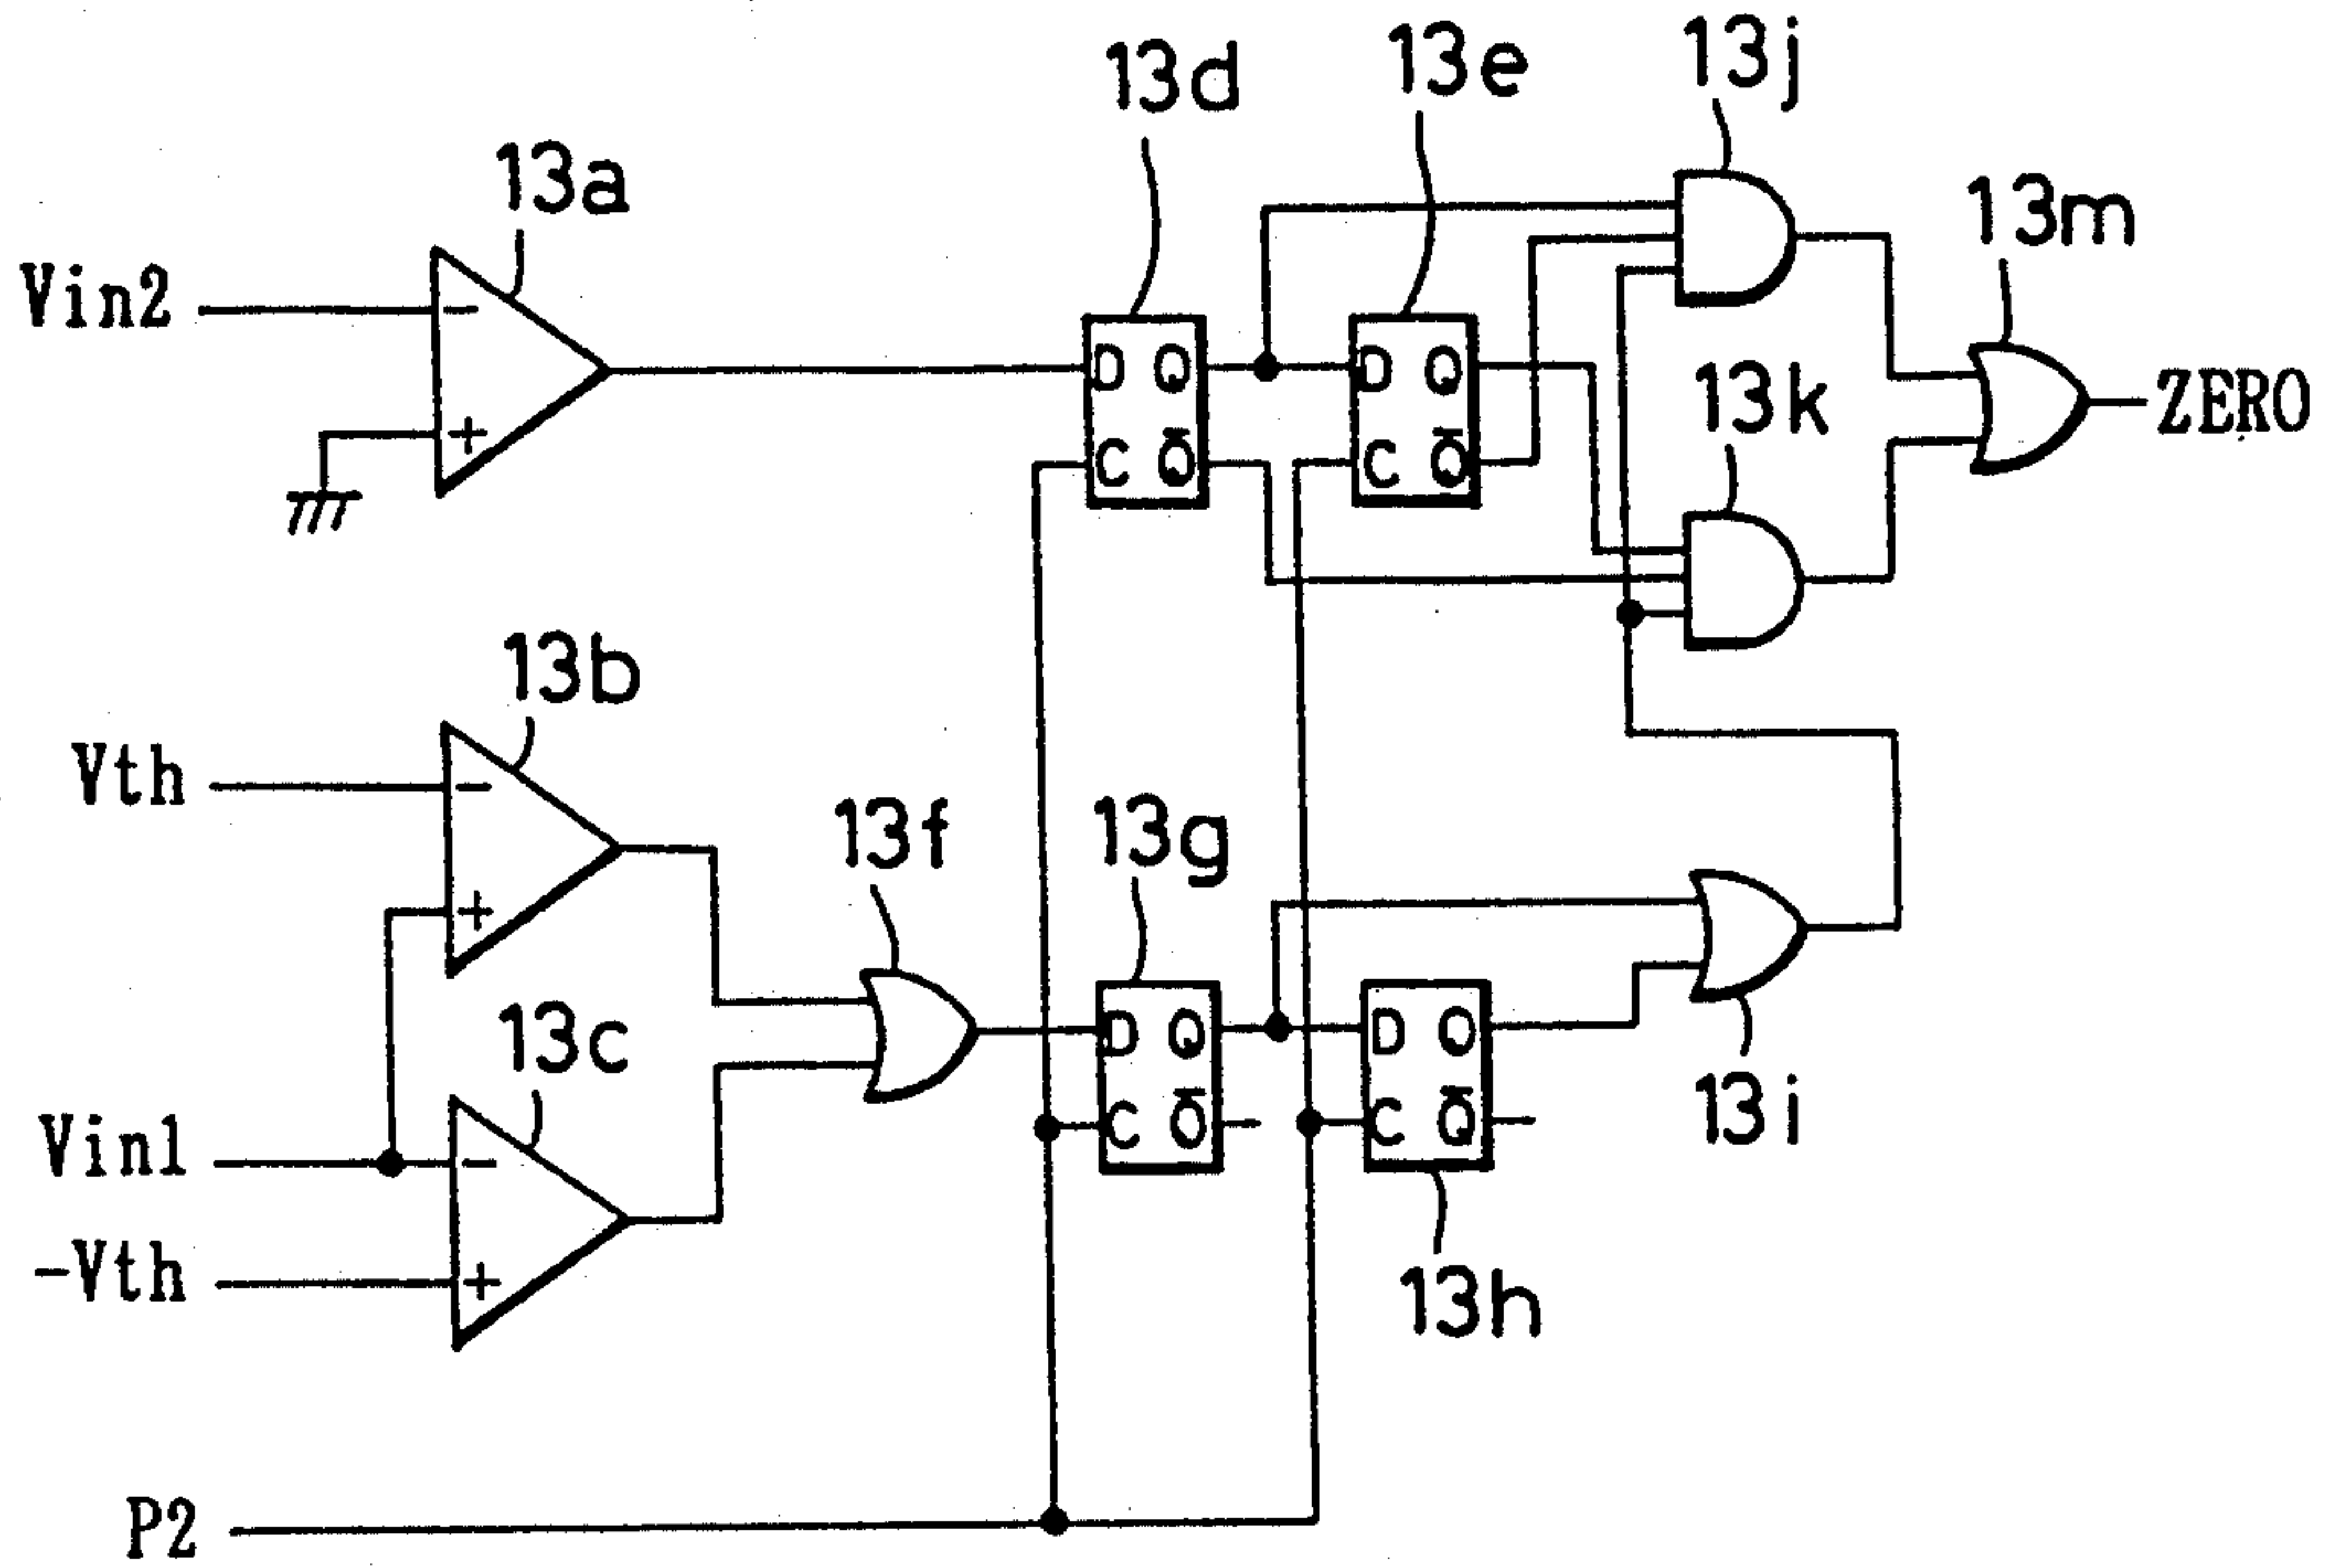 13d
13e
13j
13a
13m
Vin2
−
D Q
D Q
13k
ZERO
+
C Q̅
C Q̅
13b
Vth
−
13f
13g
+
13c
D Q
D Q
Vin1
−
C Q̅
C Q̅
13i
-Vth
+
13h
P2